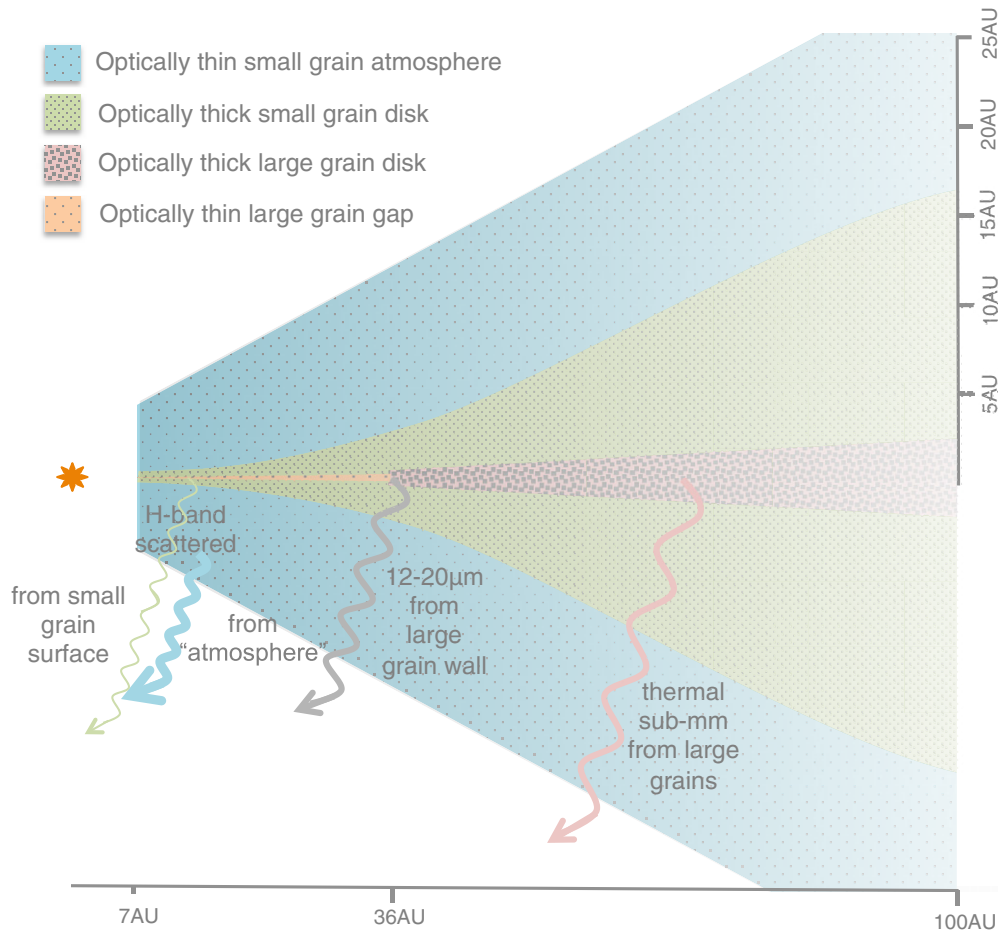 Optically thin small grain atmosphere
Optically thick small grain disk
Optically thick large grain disk
Optically thin large grain gap
25AU
20AU
15AU
10AU
5AU
H-band
scattered
from small
grain
surface
from
“atmosphere”
12-20µm
from
large
grain wall
thermal
sub-mm
from large
grains
7AU
36AU
100AU